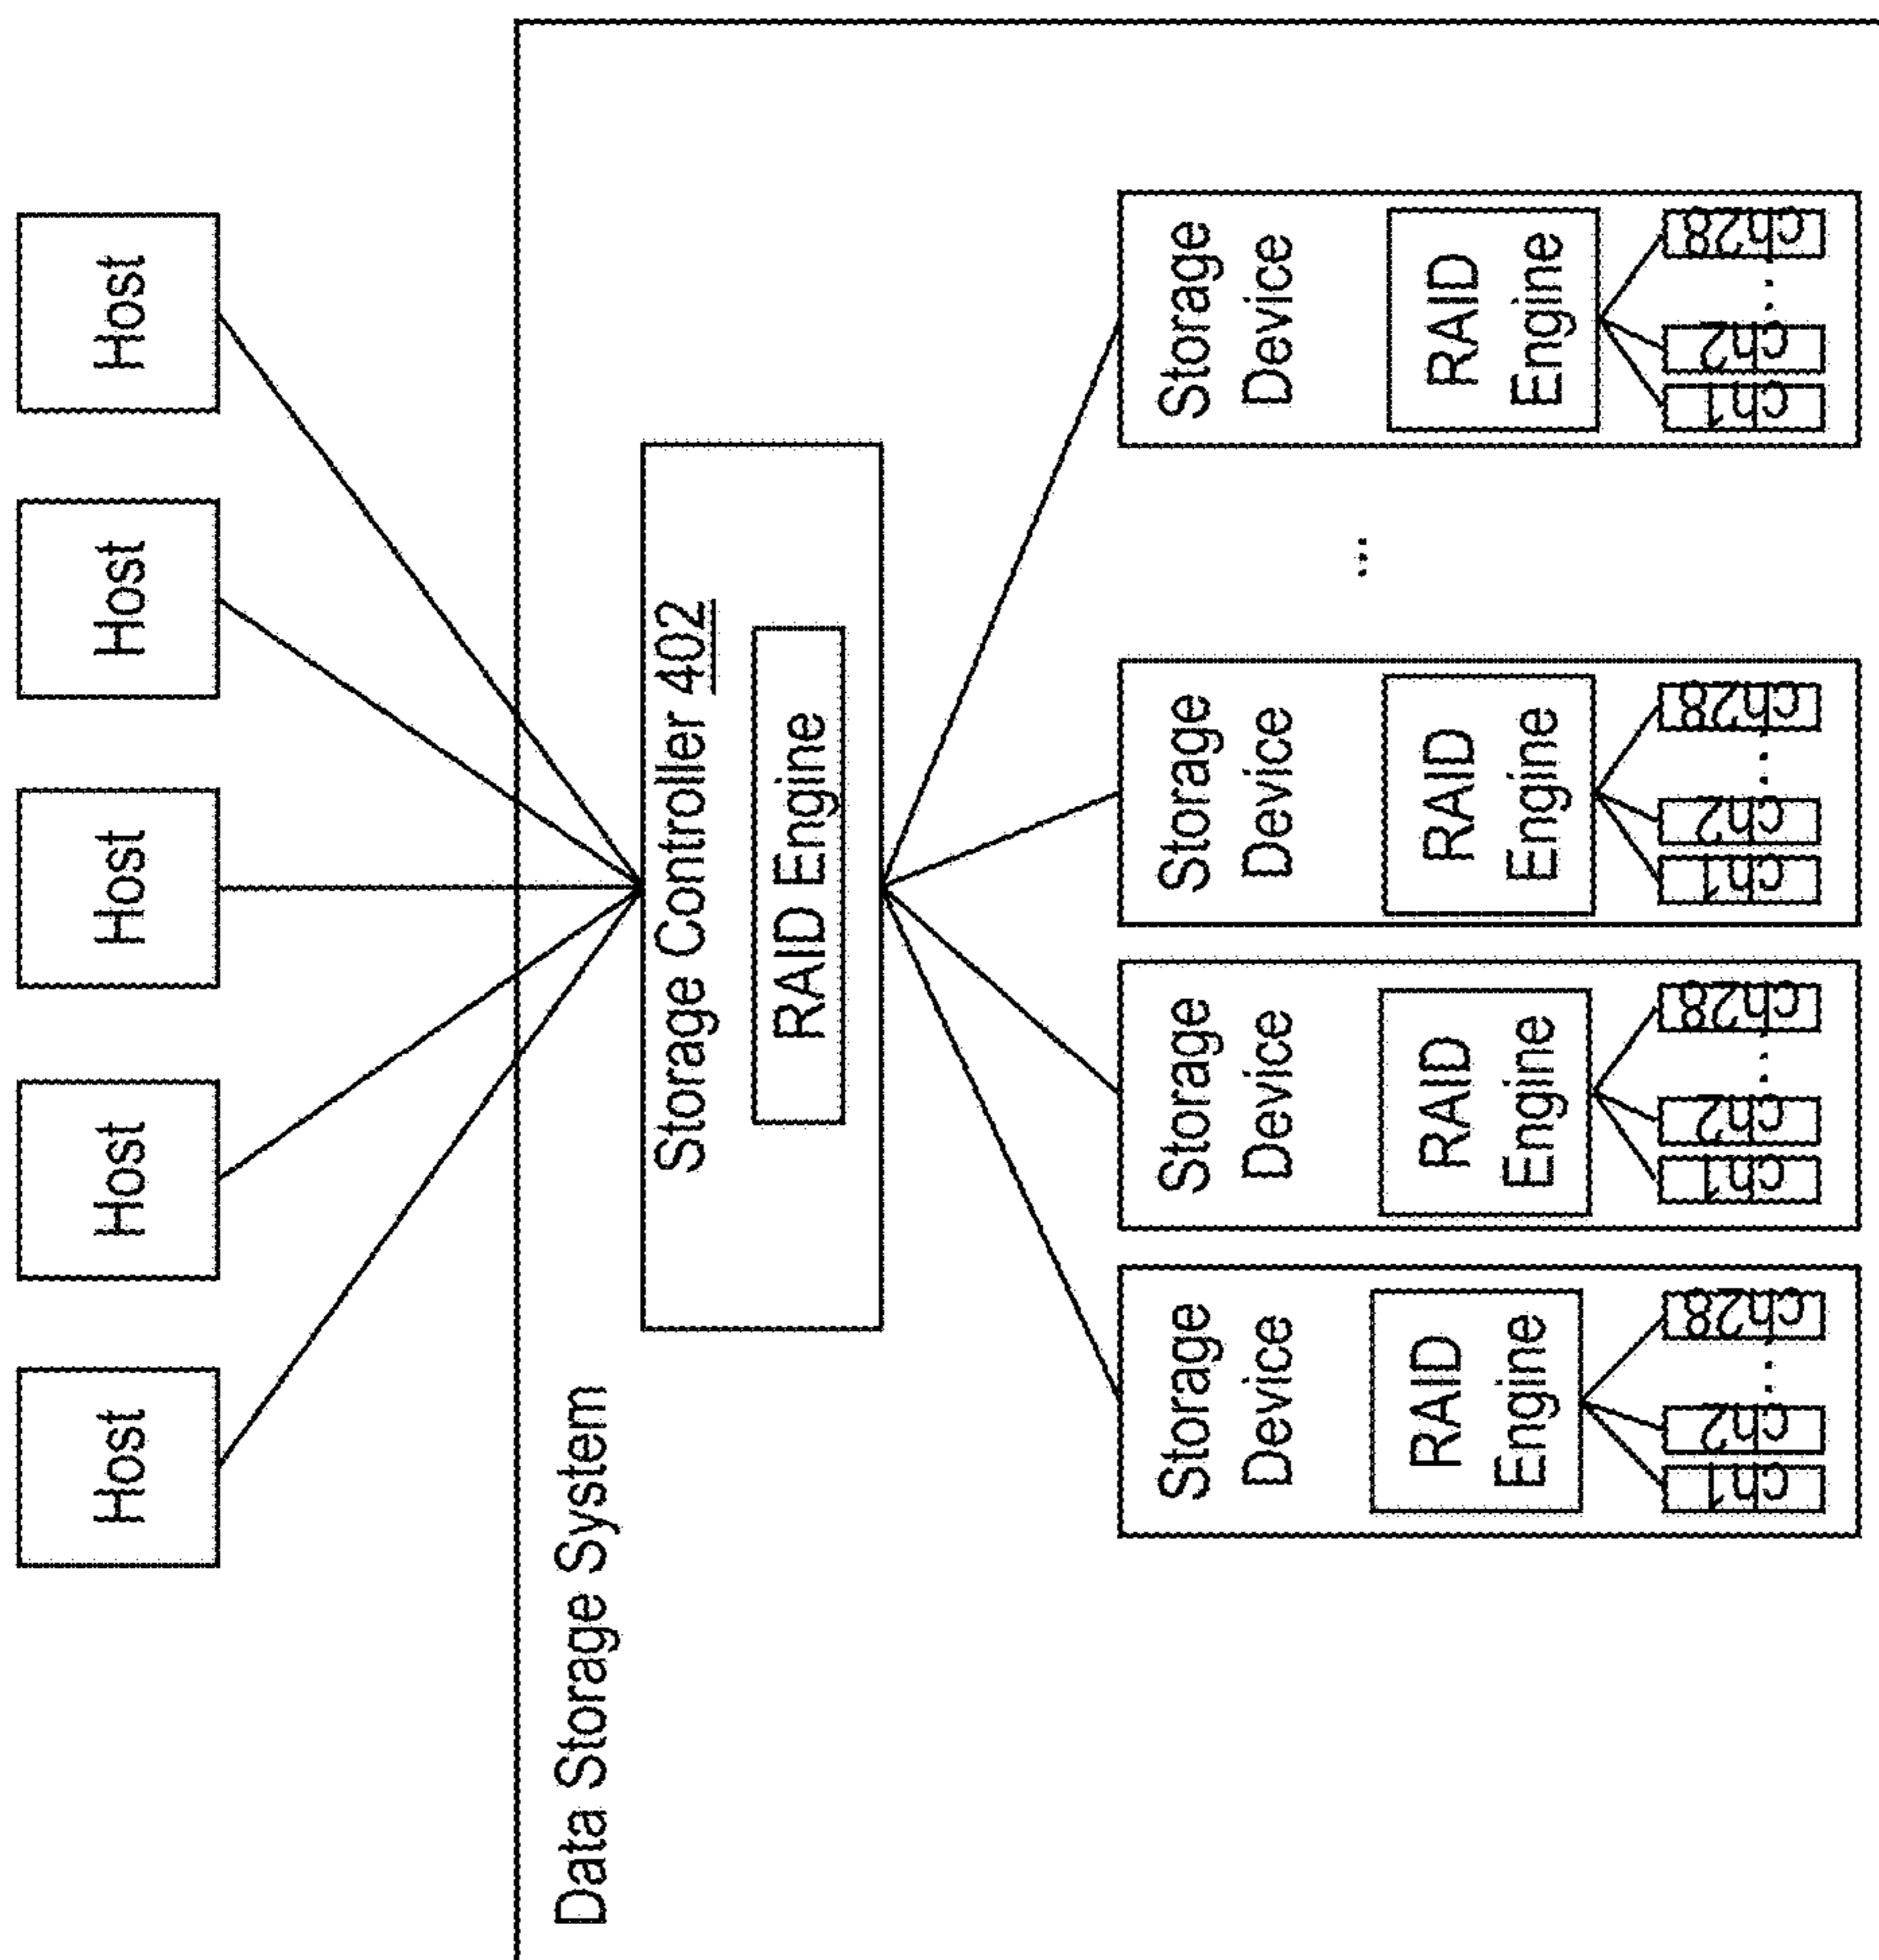 Host
Host
Host
Host
Host
Data Storage System
Storage Controller 402
RAID Engine
Storage
Device
RAID
Engine
ch1
ch2
...
ch28
Storage
Device
RAID
Engine
ch1
ch2
...
ch28
Storage
Device
RAID
Engine
ch1
ch2
...
ch28
...
Storage
Device
RAID
Engine
ch1
ch2
...
ch28